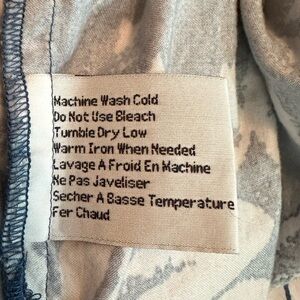 Machine Wash Cold
Do Not Use Bleach
Tumble Dry Low
Warm Iron When Needed
Lavage A Froid En Machine
Ne Pas Javeliser
Secher A Basse Temperature
Fer Chaud